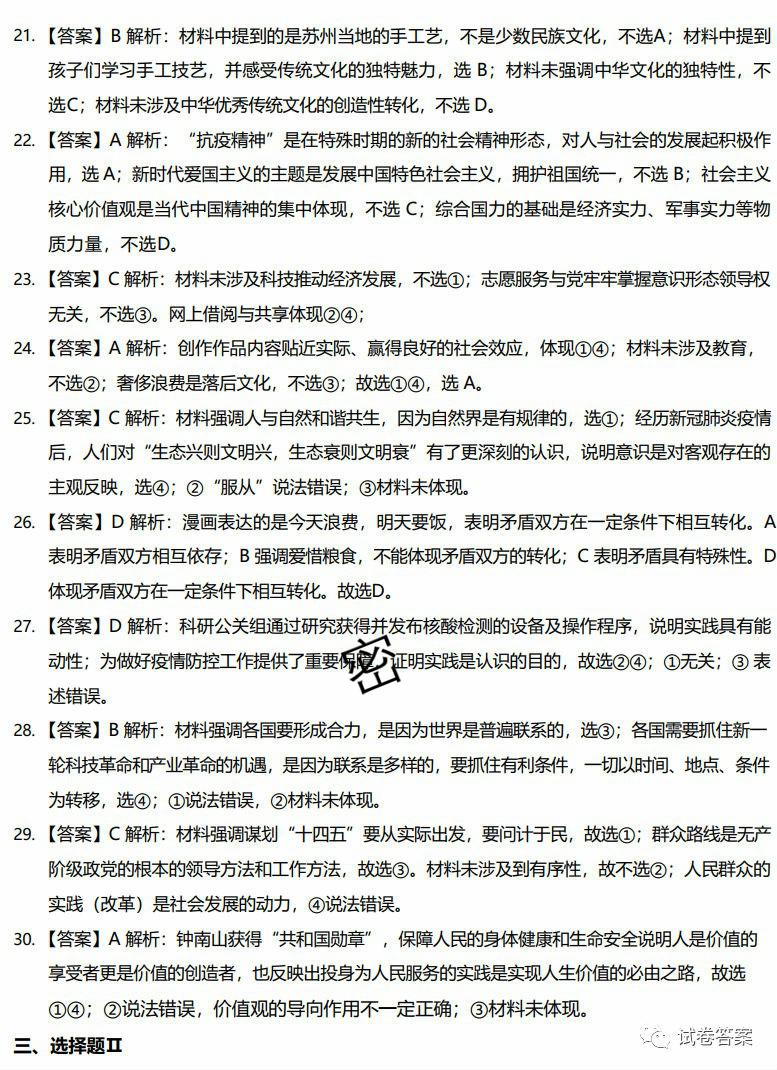 21. 【答案】B 解析：材料中提到的是苏州当地的手工艺，不是少数民族文化，不选A；材料中提到
孩子们学习手工技艺，并感受传统文化的独特魅力，选 B；材料未强调中华文化的独特性，不
选C；材料未涉及中华优秀传统文化的创造性转化，不选 D。
22. 【答案】A 解析：“抗疫精神”是在特殊时期的新的社会精神形态，对人与社会的发展起积极作
用，选 A；新时代爱国主义的主题是发展中国特色社会主义，拥护祖国统一，不选 B；社会主义
核心价值观是当代中国精神的集中体现，不选 C；综合国力的基础是经济实力、军事实力等物
质力量，不选D。
23. 【答案】C 解析：材料未涉及科技推动经济发展，不选①；志愿服务与党牢牢掌握意识形态领导权
无关，不选③。网上借阅与共享体现②④；
24. 【答案】A 解析：创作作品内容贴近实际、赢得良好的社会效应，体现①④；材料未涉及教育，
不选②；奢侈浪费是落后文化，不选③；故选①④，选 A。
25. 【答案】C 解析：材料强调人与自然和谐共生，因为自然界是有规律的，选①；经历新冠肺炎疫情
后，人们对“生态兴则文明兴，生态衰则文明衰”有了更深刻的认识，说明意识是对客观存在的
主观反映，选④；②“服从”说法错误；③材料未体现。
26. 【答案】D 解析：漫画表达的是今天浪费，明天要饭，表明矛盾双方在一定条件下相互转化。A
表明矛盾双方相互依存；B 强调爱惜粮食，不能体现矛盾双方的转化；C 表明矛盾具有特殊性。D
体现矛盾双方在一定条件下相互转化。故选D。
27. 【答案】D 解析：科研公关组通过研究获得并发布核酸检测的设备及操作程序，说明实践具有能
动性；为做好疫情防控工作提供了重要保障，证明实践是认识的目的，故选②④；①无关；③ 表
述错误。
密
28. 【答案】B 解析：材料强调各国要形成合力，是因为世界是普遍联系的，选③；各国需要抓住新一
轮科技革命和产业革命的机遇，是因为联系是多样的，要抓住有利条件，一切以时间、地点、条件
为转移，选④；①说法错误，②材料未体现。
29. 【答案】C 解析：材料强调谋划“十四五”要从实际出发，要问计于民，故选①；群众路线是无产
阶级政党的根本的领导方法和工作方法，故选③。材料未涉及到有序性，故不选②；人民群众的
实践（改革）是社会发展的动力，④说法错误。
30. 【答案】A 解析：钟南山获得“共和国勋章”，保障人民的身体健康和生命安全说明人是价值的
享受者更是价值的创造者，也反映出投身为人民服务的实践是实现人生价值的必由之路，故选
①④；②说法错误，价值观的导向作用不一定正确；③材料未体现。
试卷答案
三、选择题Ⅱ